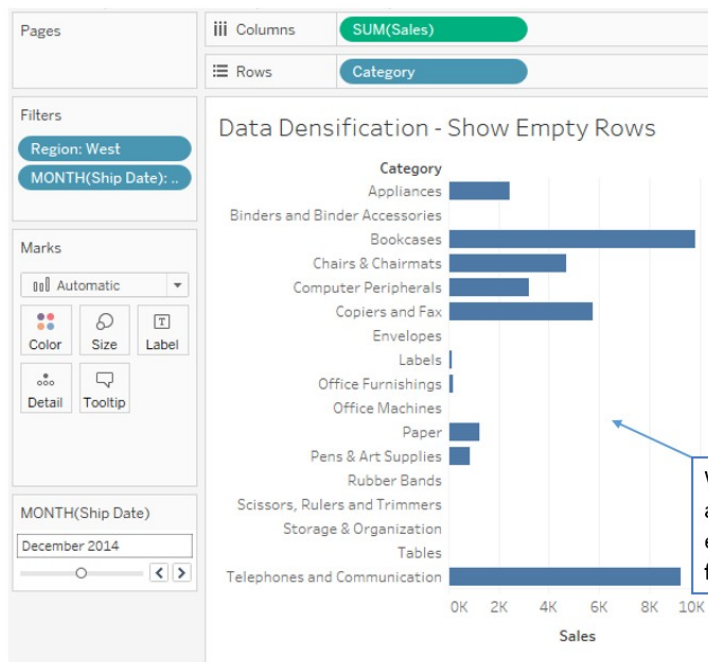 Pages
Columns
SUM(Sales)
Rows
Category
Filters
Region: West
MONTH(Ship Date): ..
Marks
Automatic
Color
Size
Label
Detail
Tooltip
MONTH(Ship Date)
December 2014
Data Densification - Show Empty Rows
Category
Appliances
Binders and Binder Accessories
Bookcases
Chairs & Chairmats
Computer Peripherals
Copiers and Fax
Envelopes
Labels
Office Furnishings
Office Machines
Paper
Pens & Art Supplies
Rubber Bands
Scissors, Rulers and Trimmers
Storage & Organization
Tables
Telephones and Communication
0K 2K 4K 6K 8K 10K
Sales